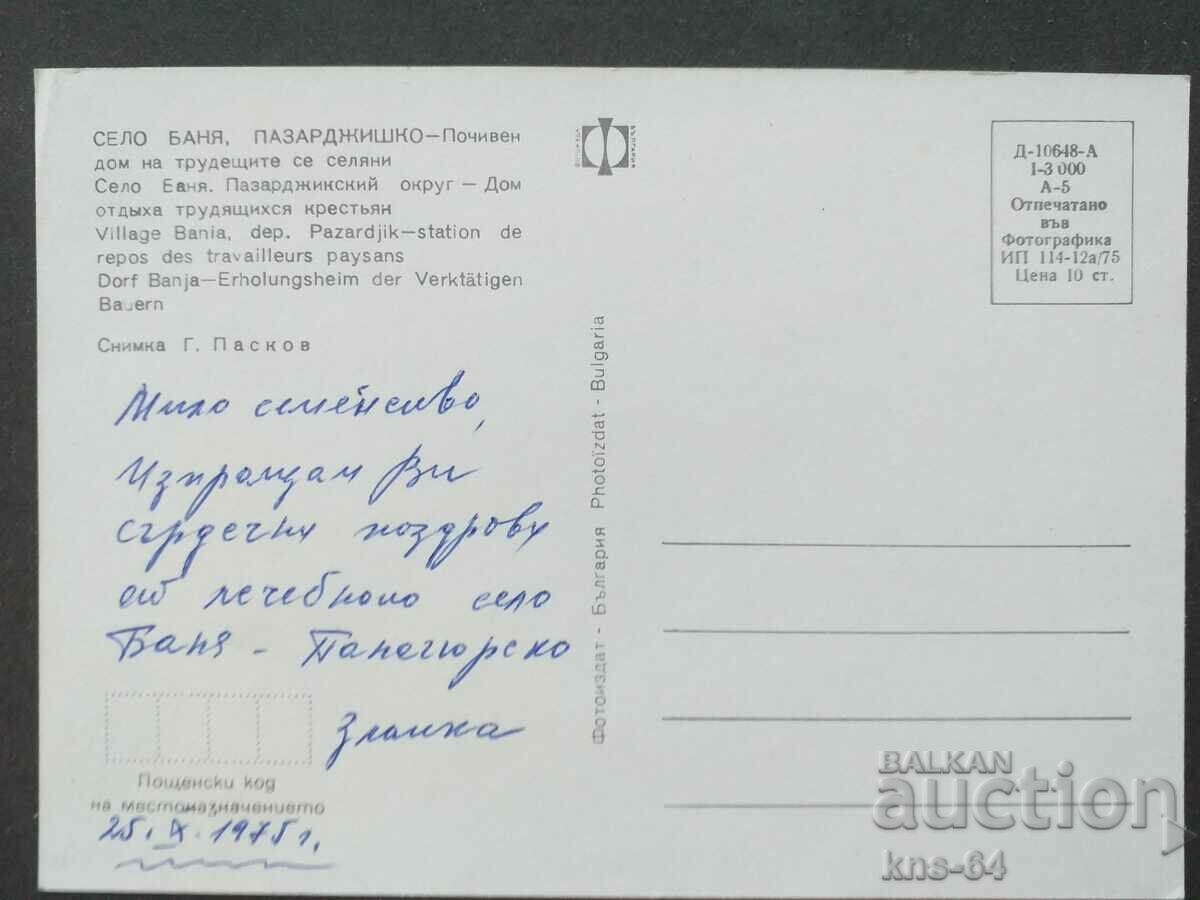 СЕЛО БАНЯ, ПАЗАРДЖИШКО—Почивен
дом на трудещите се селяни
Село Баня. Пазарджикский округ — Дом
отдыха трудящихся крестьян
Village Bania, dep. Pazardjik—station de
repos des travailleurs paysans
Dorf Banja—Erholungsheim der Verktätigen
Bauern
Снимка Г. Пасков
Мило семейство,
Изпращам Ви
сърдечни поздрави
от лечебното село
Баня - Панагюрско
Златка
Пощенски код
на местоназначението
25. IX. 1975 г.
Фотоиздат - България Photoizdat - Bulgaria
Д-10648-А
I-3 000
А-5
Отпечатано
във
Фотографика
ИП 114-12а/75
Цена 10 ст.
BALKAN
auction
kns-64